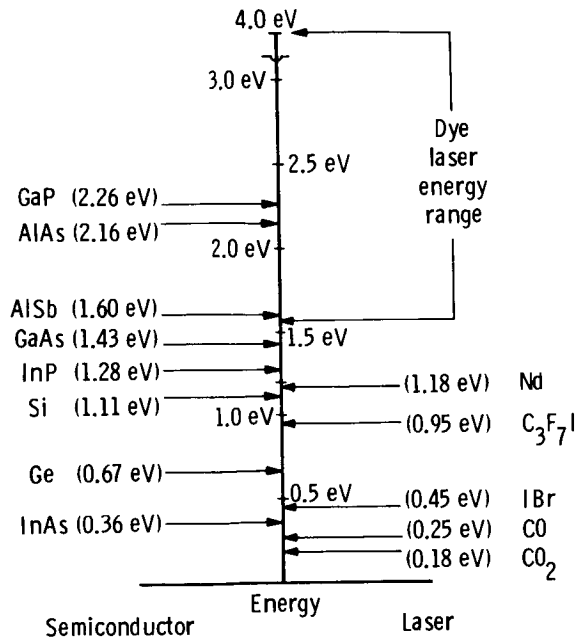 4.0 eV
3.0 eV
Dye
laser
energy
range
2.5 eV
GaP (2.26 eV)
AlAs (2.16 eV)
2.0 eV
AlSb (1.60 eV)
GaAs (1.43 eV)
1.5 eV
InP (1.28 eV)
(1.18 eV) Nd
Si (1.11 eV)
1.0 eV
(0.95 eV) C3F7I
Ge (0.67 eV)
0.5 eV
(0.45 eV) IBr
InAs (0.36 eV)
(0.25 eV) CO
(0.18 eV) CO2
Energy
Semiconductor
Laser